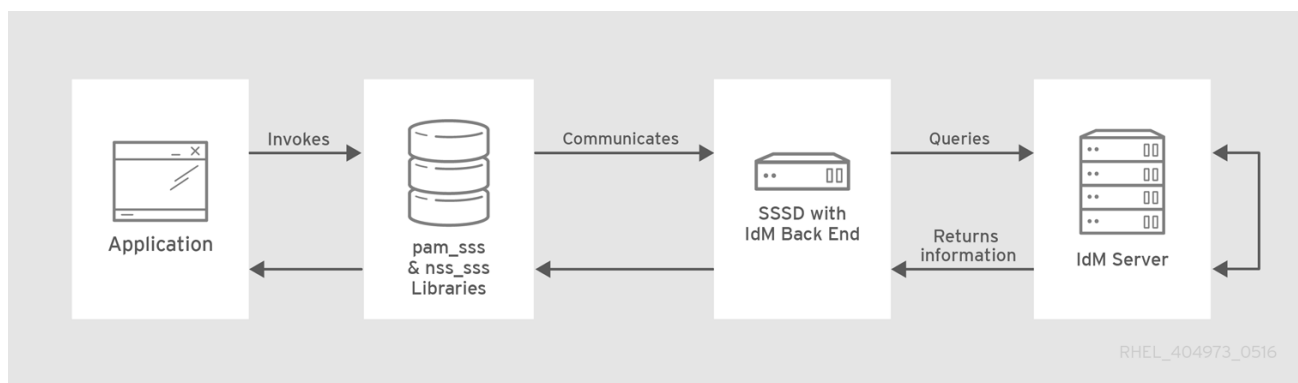 Invokes
Communicates
Queries
Application
pam_sss
& nss_sss
Libraries
SSSD with
IdM Back End
Returns
information
IdM Server
RHEL_404973_0516